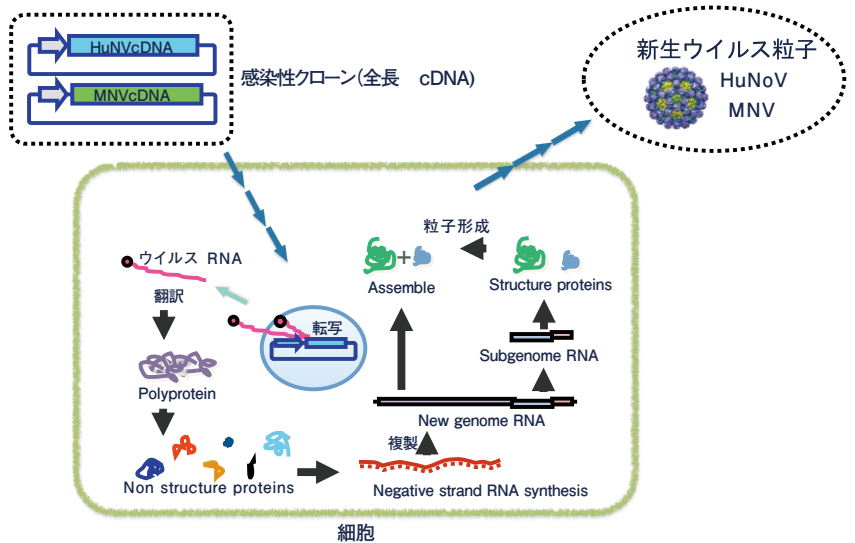 HuNVcDNA
MNVcDNA
感染性クローン(全長 cDNA)
新生ウイルス粒子
HuNoV
MNV
ウイルス RNA
翻訳
転写
Polyprotein
Non structure proteins
粒子形成
+
Assemble
Structure proteins
Subgenome RNA
New genome RNA
複製
Negative strand RNA synthesis
細胞